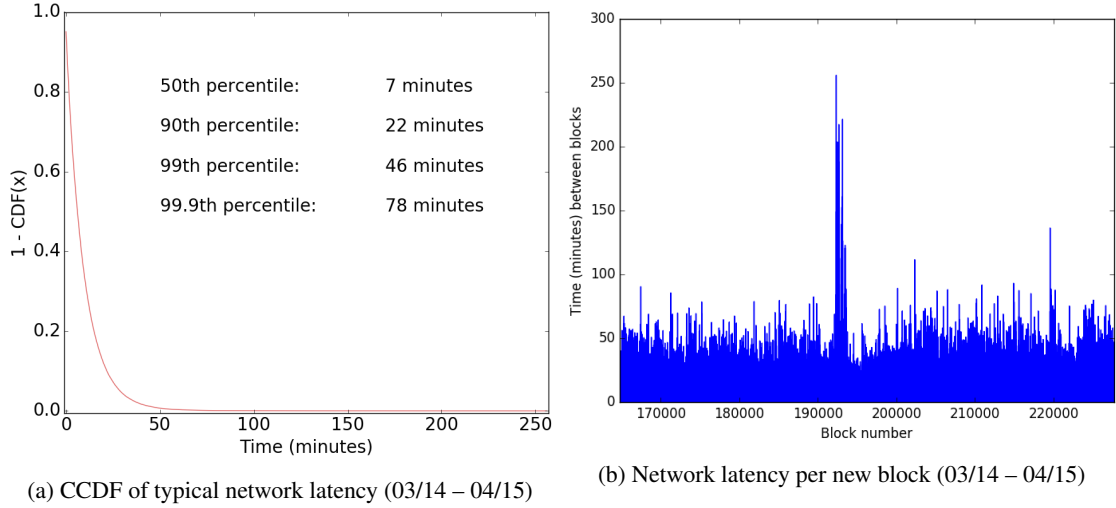 1.0
0.8
0.6
0.4
0.2
0.0
1 - CDF(x)
50th percentile: 7 minutes
90th percentile: 22 minutes
99th percentile: 46 minutes
99.9th percentile: 78 minutes
0 50 100 150 200 250
Time (minutes)
(a) CCDF of typical network latency (03/14 – 04/15)
300
250
200
150
100
50
0
Time (minutes) between blocks
170000 180000 190000 200000 210000 220000
Block number
(b) Network latency per new block (03/14 – 04/15)